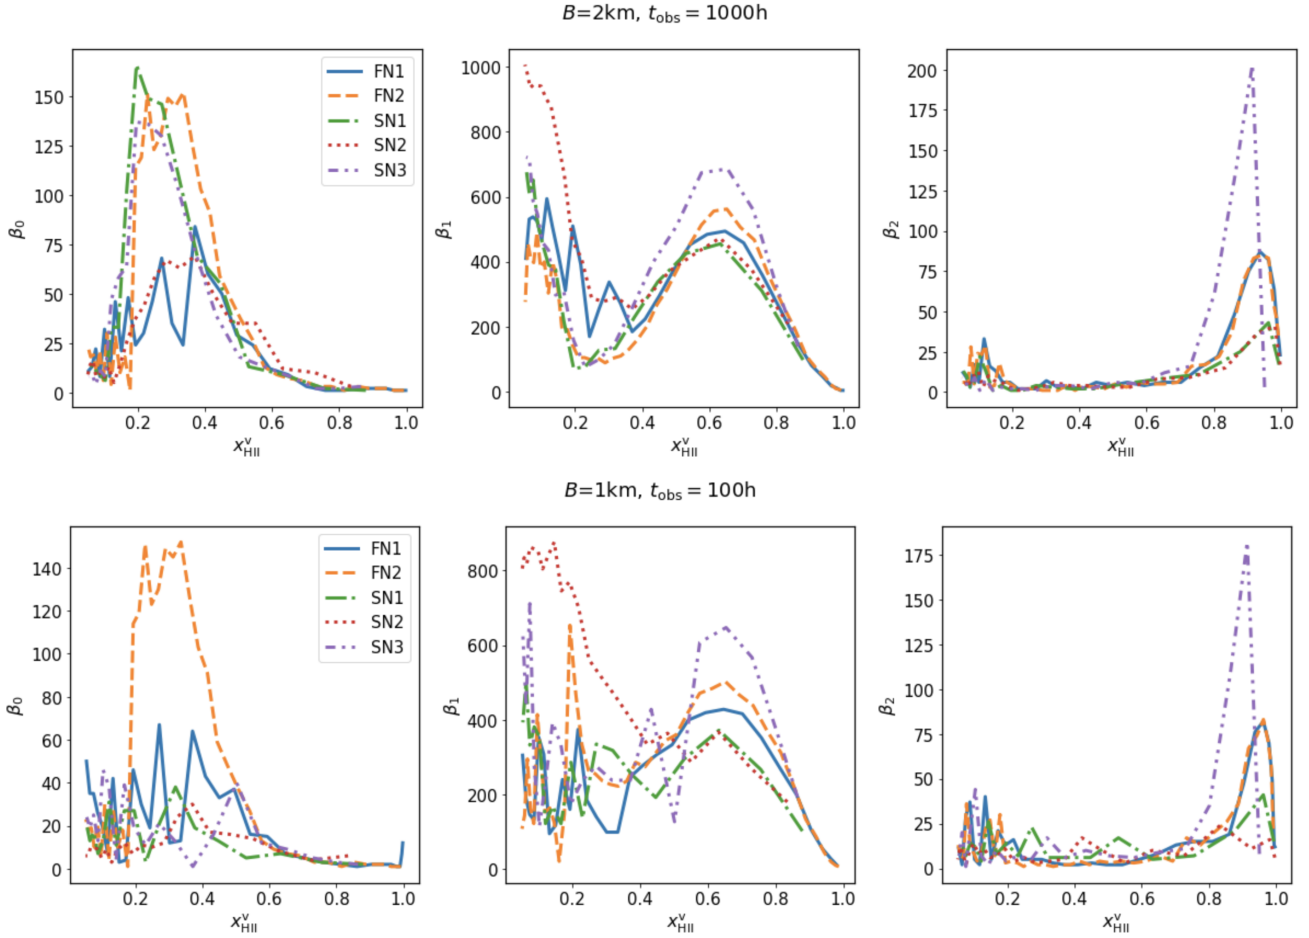 B=2km, t_obs = 1000h
β₀
150
125
100
75
50
25
0
FN1
FN2
SN1
SN2
SN3
0.2 0.4 0.6 0.8 1.0
x^v_HII
β₁
1000
800
600
400
200
0
0.2 0.4 0.6 0.8 1.0
x^v_HII
β₂
200
175
150
125
100
75
50
25
0
0.2 0.4 0.6 0.8 1.0
x^v_HII
B=1km, t_obs = 100h
β₀
140
120
100
80
60
40
20
0
FN1
FN2
SN1
SN2
SN3
0.2 0.4 0.6 0.8 1.0
x^v_HII
β₁
800
600
400
200
0
0.2 0.4 0.6 0.8 1.0
x^v_HII
β₂
175
150
125
100
75
50
25
0
0.2 0.4 0.6 0.8 1.0
x^v_HII